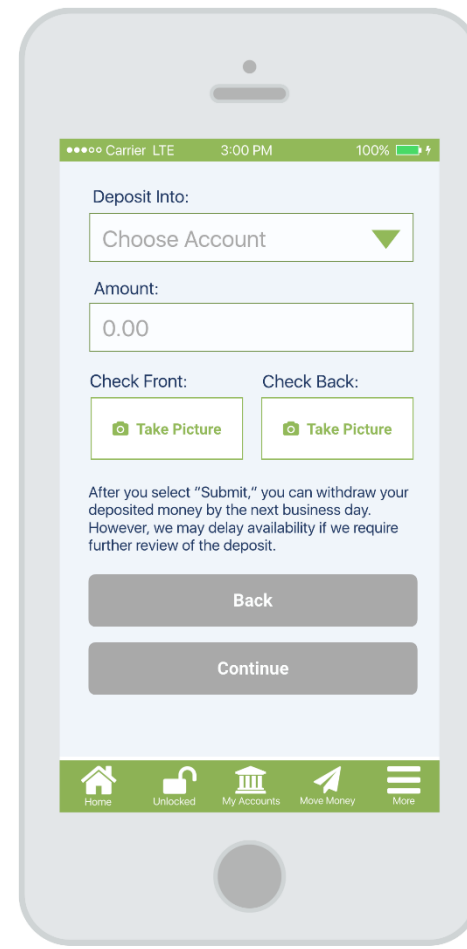 Carrier LTE 3:00 PM 100%
Deposit Into:
Choose Account
Amount:
0.00
Check Front: Check Back:
Take Picture Take Picture
After you select "Submit," you can withdraw your
deposited money by the next business day.
However, we may delay availability if we require
further review of the deposit.
Back
Continue
Home Unlocked My Accounts Move Money More